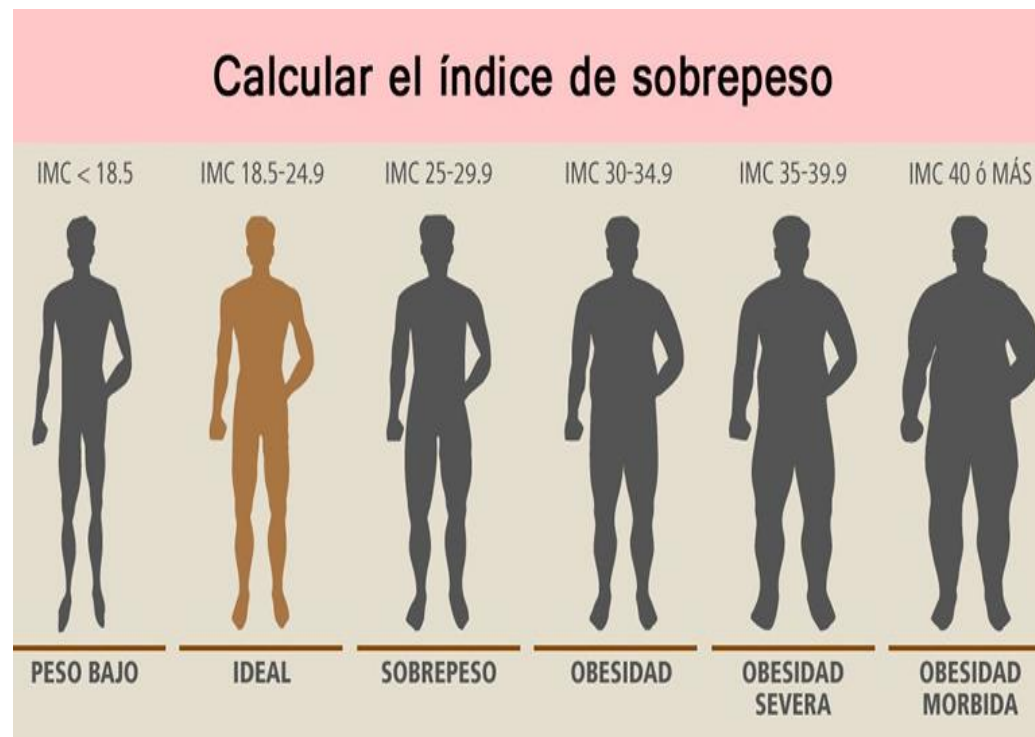 Calcular el índice de sobrepeso
IMC < 18.5
IMC 18.5-24.9
IMC 25-29.9
IMC 30-34.9
IMC 35-39.9
IMC 40 ó MÁS
PESO BAJO
IDEAL
SOBREPESO
OBESIDAD
OBESIDAD
SEVERA
OBESIDAD
MORBIDA